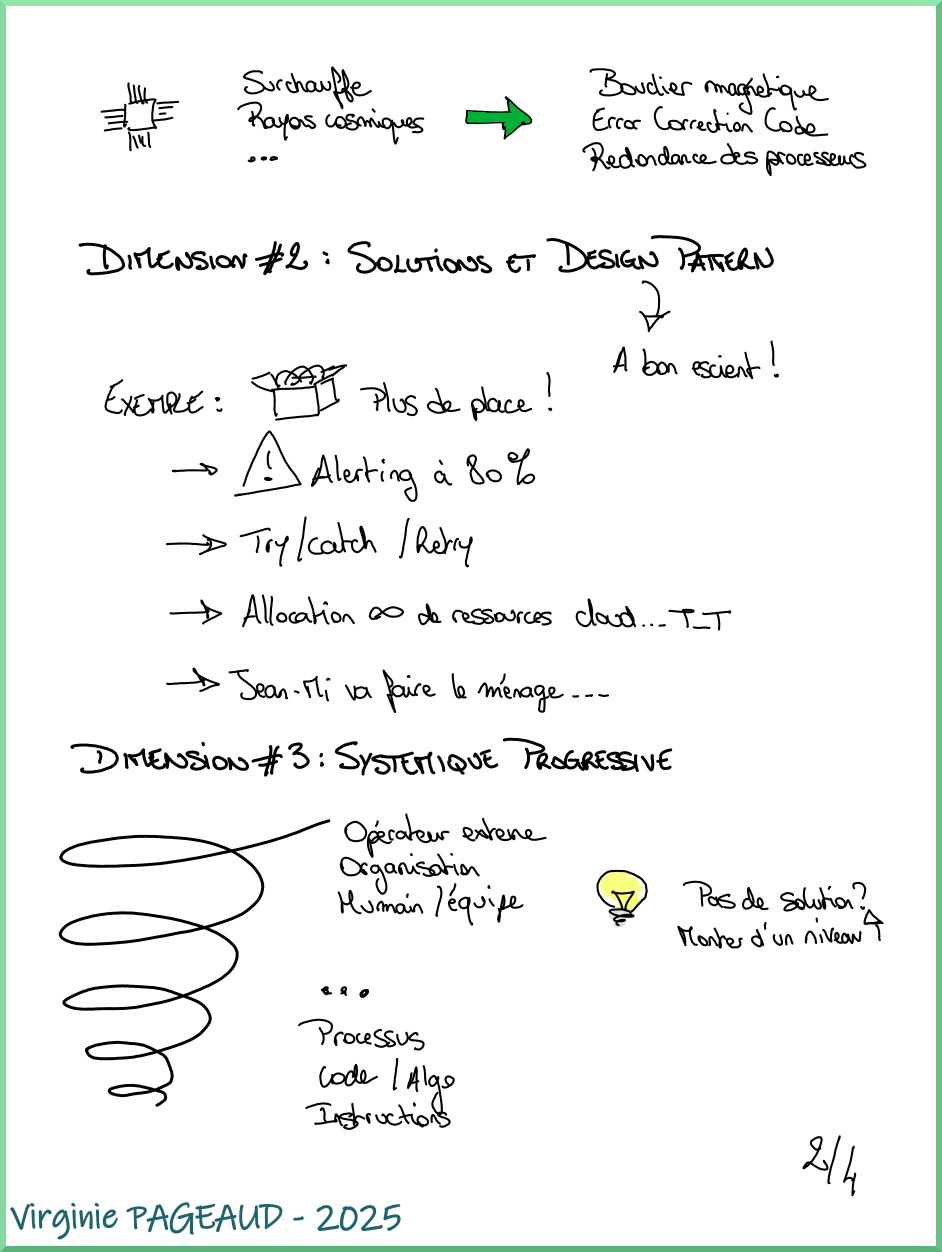 Surchauffe
Rayons cosmiques
...
Bouclier magnétique
Error Correction Code
Redondance des processeurs
DIMENSION #2 : SOLUTIONS ET DESIGN PATTERN
A bon escient !
EXEMPLE :
Plus de place !
→ ! Alerting à 80%
→ Try/catch /Retry
→ Allocation ∞ de ressources cloud... T_T
→ Jean-Mi va faire le ménage ...
DIMENSION #3 : SYSTEMIQUE PROGRESSIVE
Opérateur externe
Organisation
Humain / équipe
Pas de solution ?
Monter d'un niveau
...
Processus
Code / Algo
Instructions
2/4
Virginie PAGEAUD - 2025